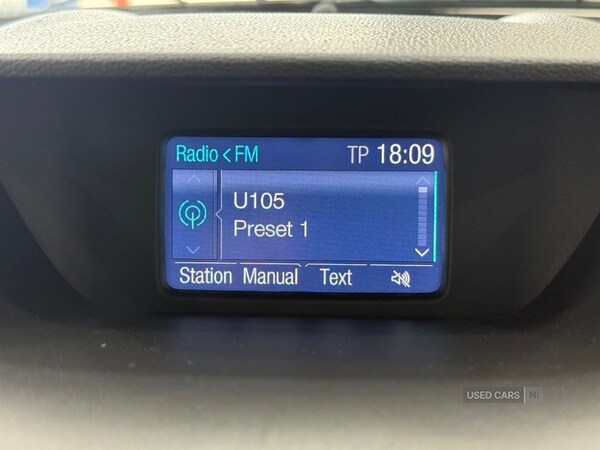 Radio < FM TP 18:09
U105
Preset 1
Station Manual Text
USED CARS NI